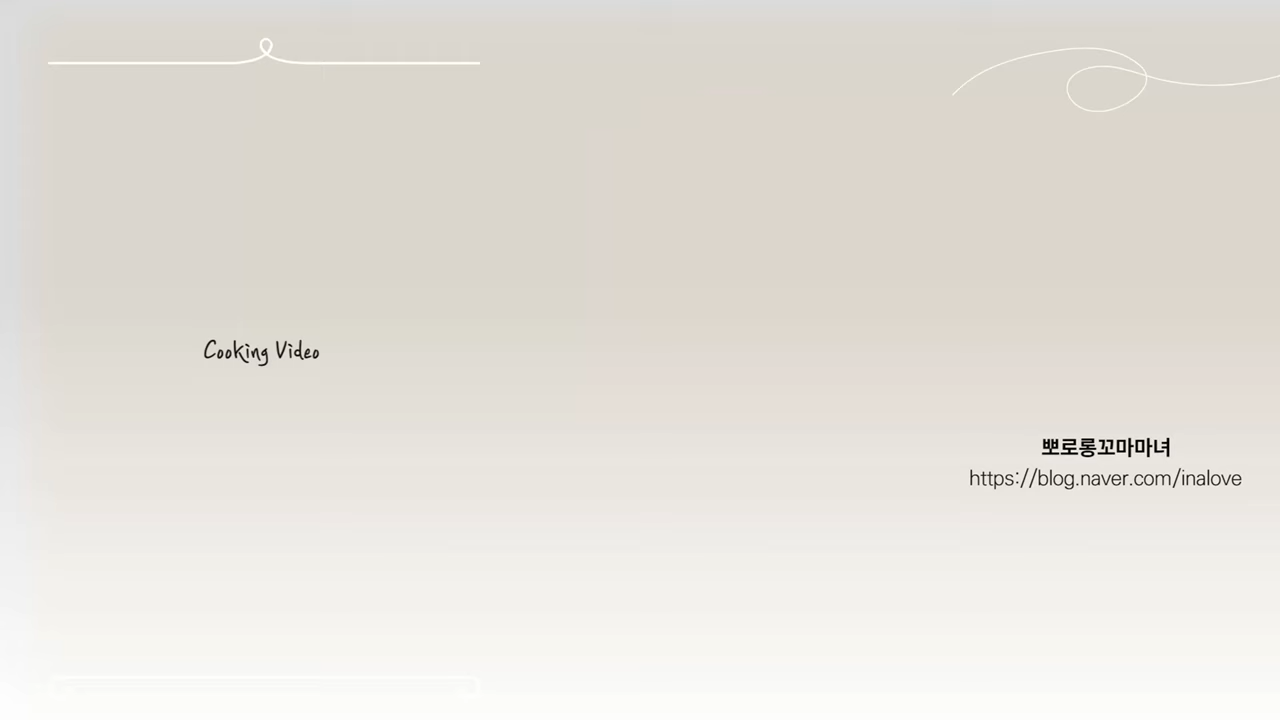 Cooking Video
뽀로롱꼬마마녀
https://blog.naver.com/inalove